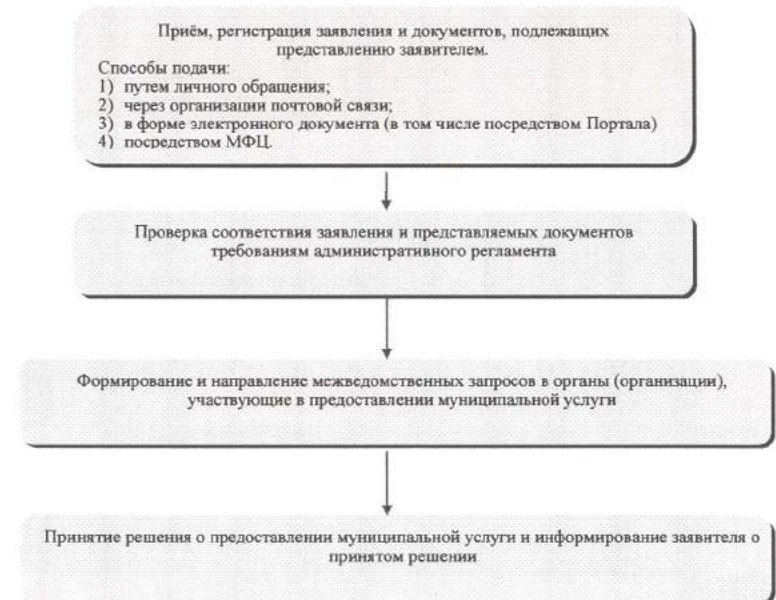 Приём, регистрация заявления и документов, подлежащих
представлению заявителем.
Способы подачи:
1) путем личного обращения;
2) через организации почтовой связи;
3) в форме электронного документа (в том числе посредством Портала)
4) посредством МФЦ.
Проверка соответствия заявления и представляемых документов
требованиям административного регламента
Формирование и направление межведомственных запросов в органы (организации),
участвующие в предоставлении муниципальной услуги
Принятие решения о предоставлении муниципальной услуги и информирование заявителя о
принятом решении